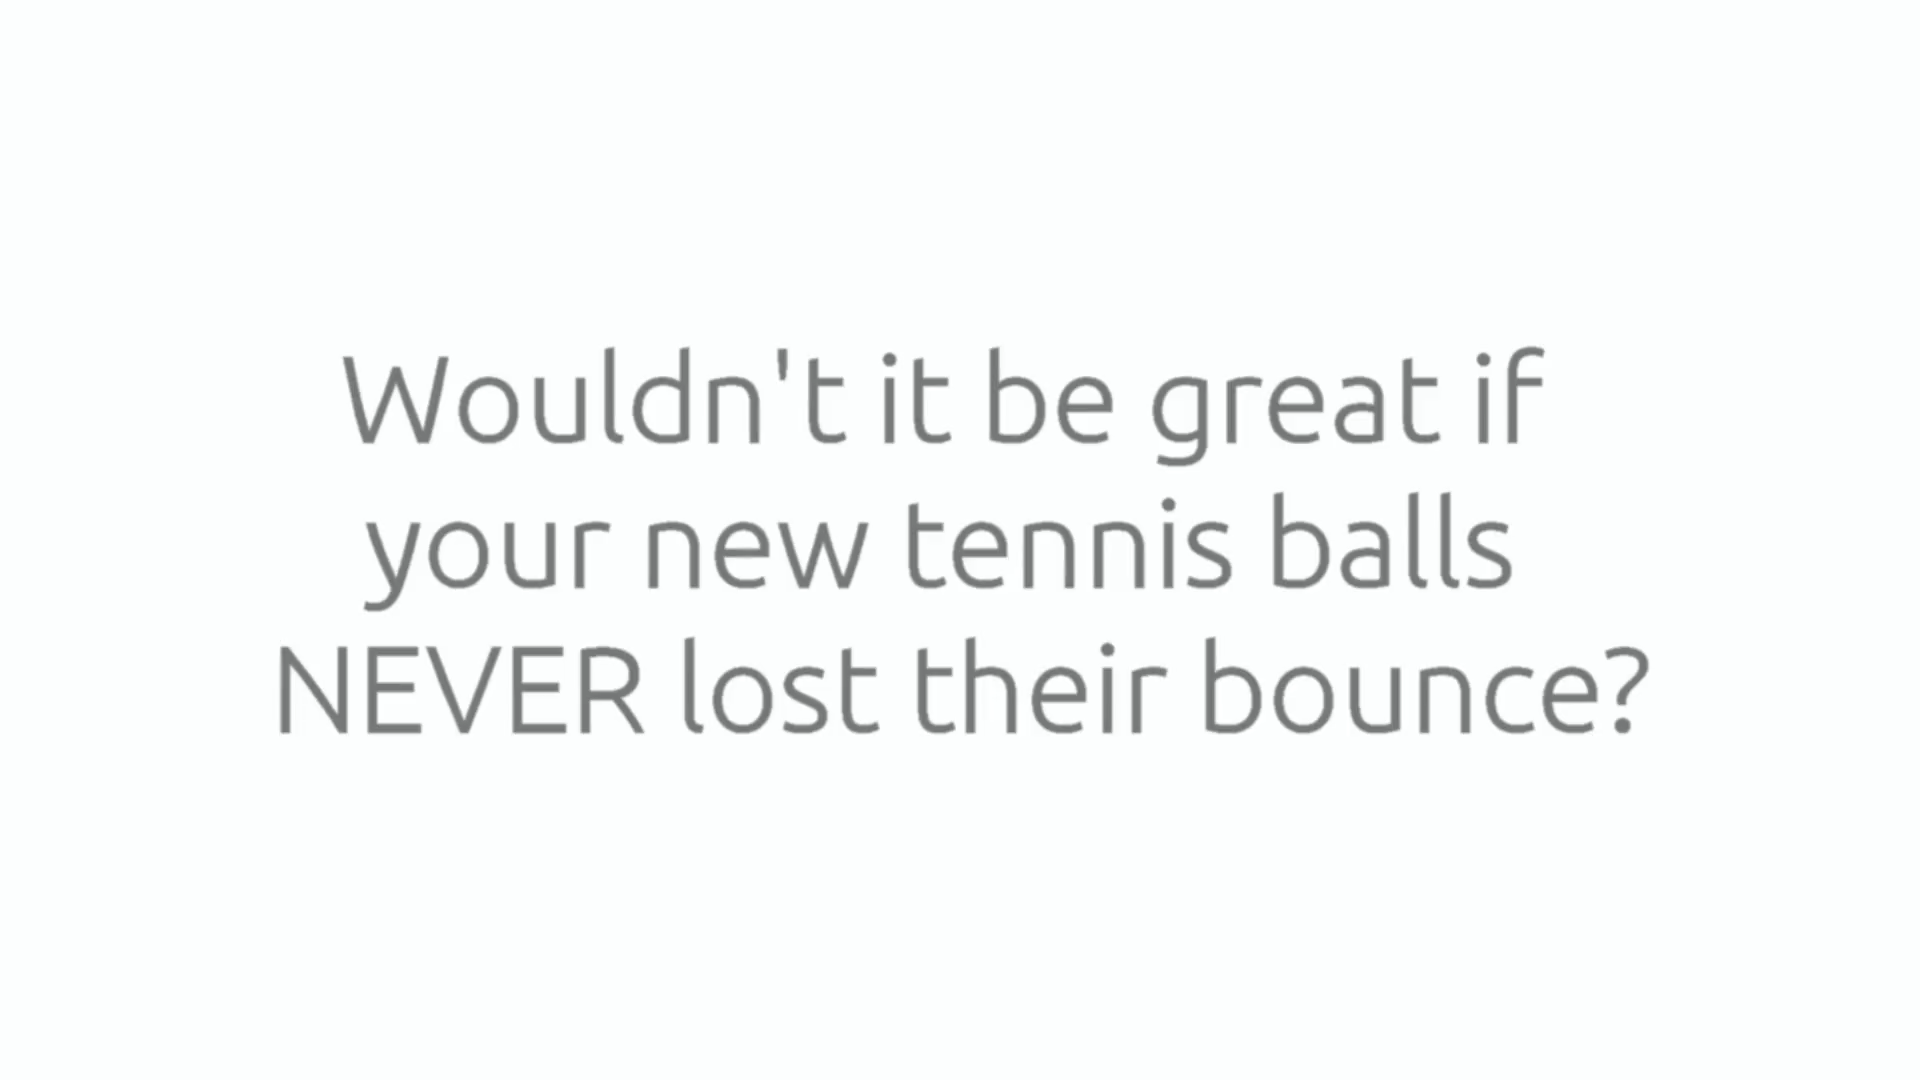 Wouldn't it be great if
your new tennis balls
NEVER lost their bounce?